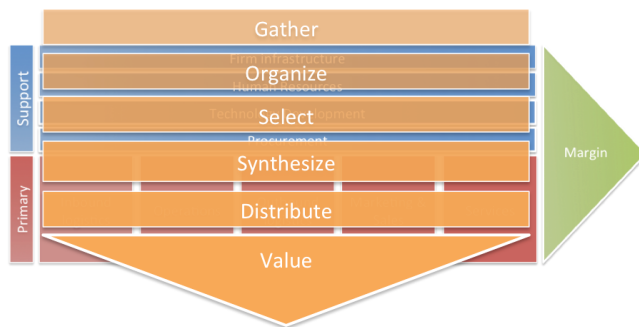 Gather
Firm Infrastructure
Organize
Human Resources
Select
Procurement
Synthesize
Distribute
Value
Support
Primary
Margin